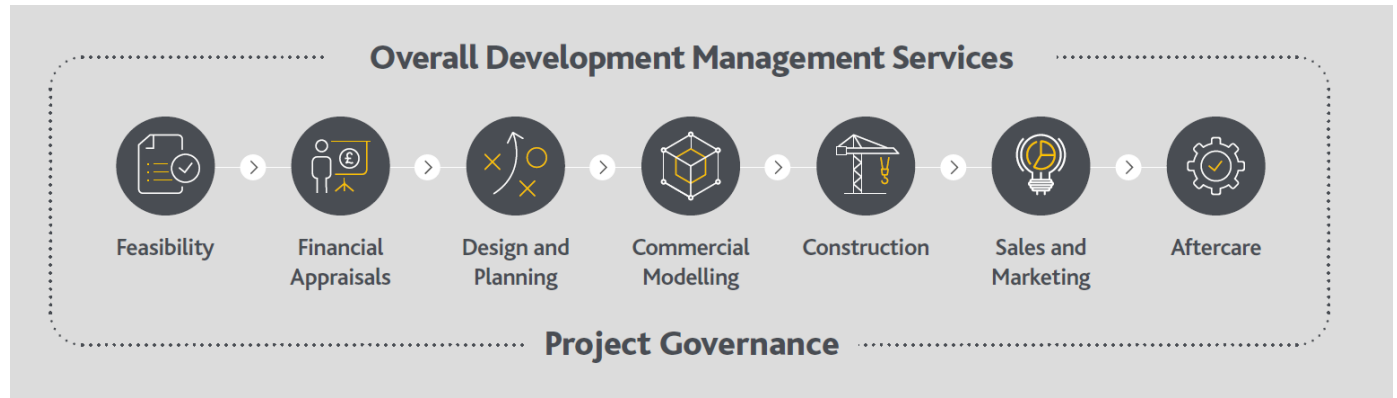 Overall Development Management Services
£
Feasibility
Financial
Appraisals
Design and
Planning
Commercial
Modelling
Construction
Sales and
Marketing
Aftercare
Project Governance